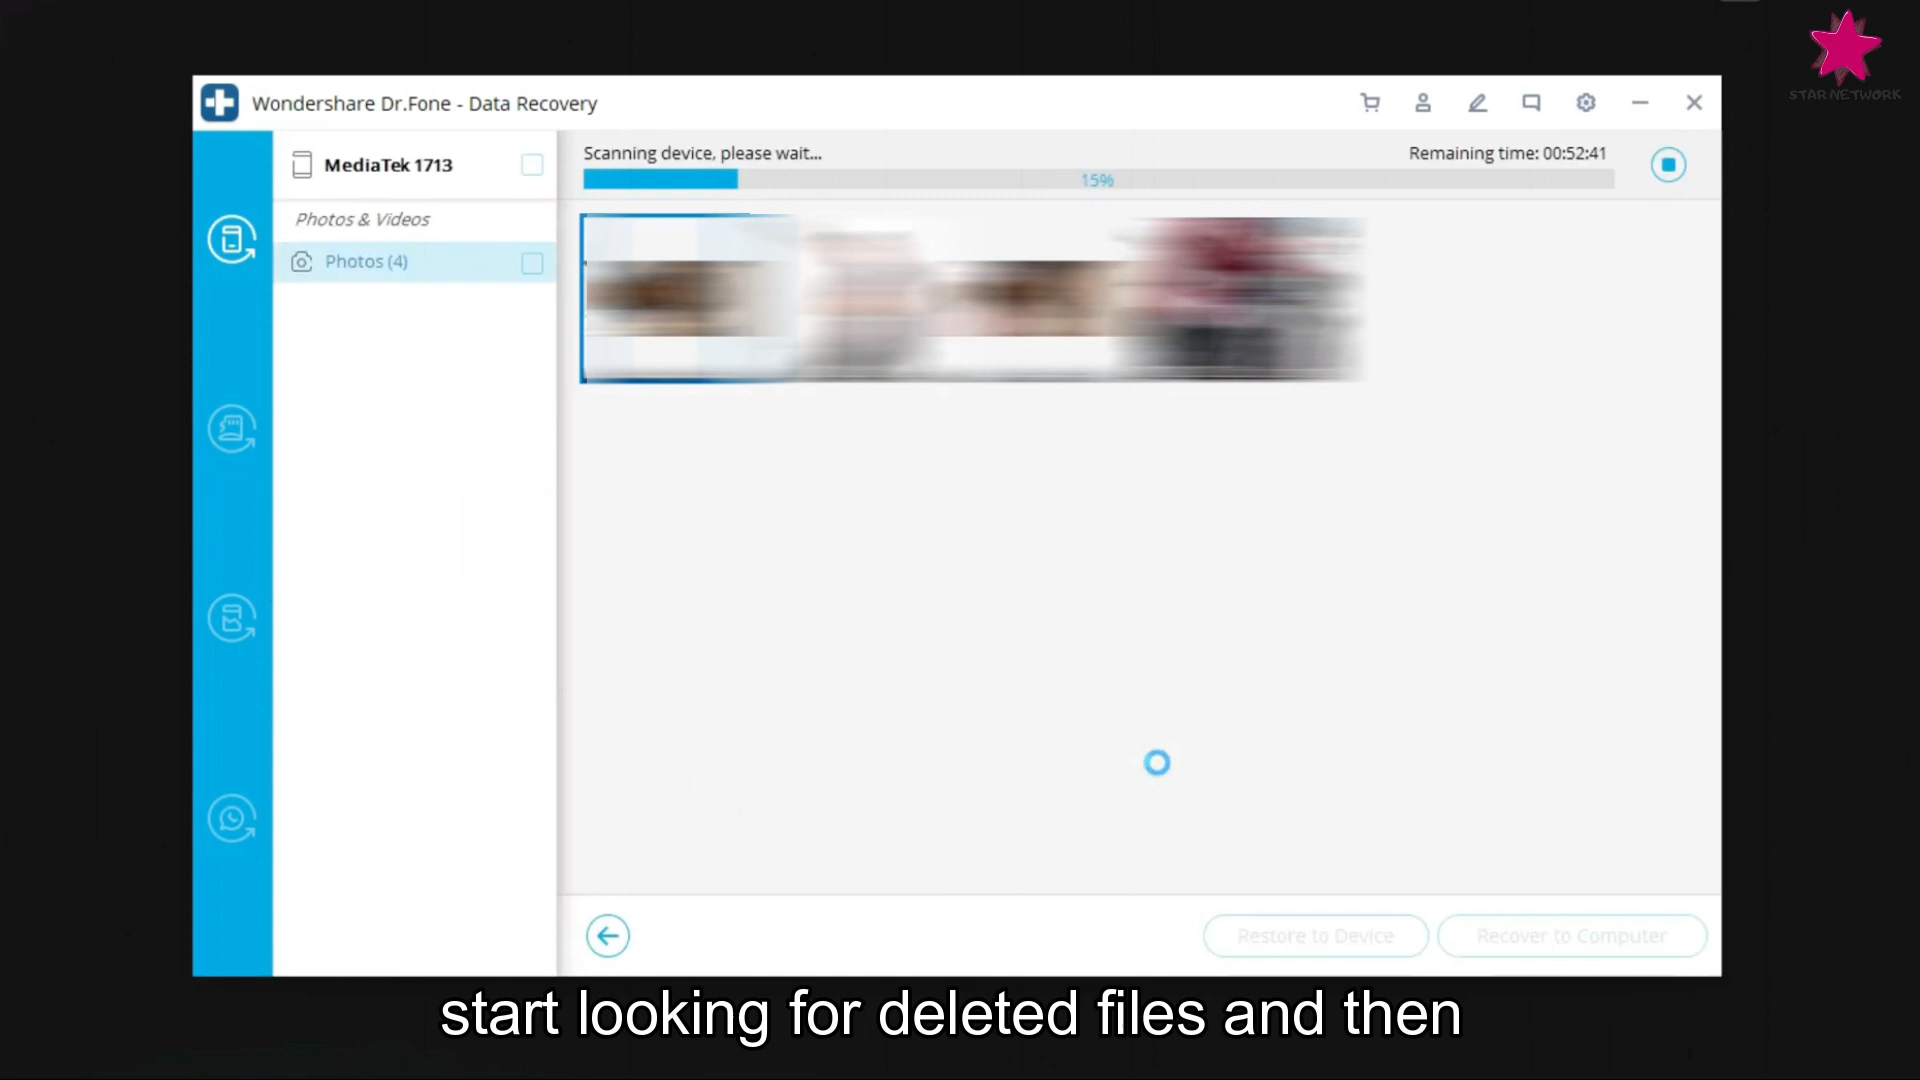 STAR NETWORK
Wondershare Dr.Fone - Data Recovery
MediaTek 1713
Scanning device, please wait...
Remaining time: 00:52:41
15%
Photos & Videos
Photos (4)
Restore to Device
Recover to Computer
start looking for deleted files and then